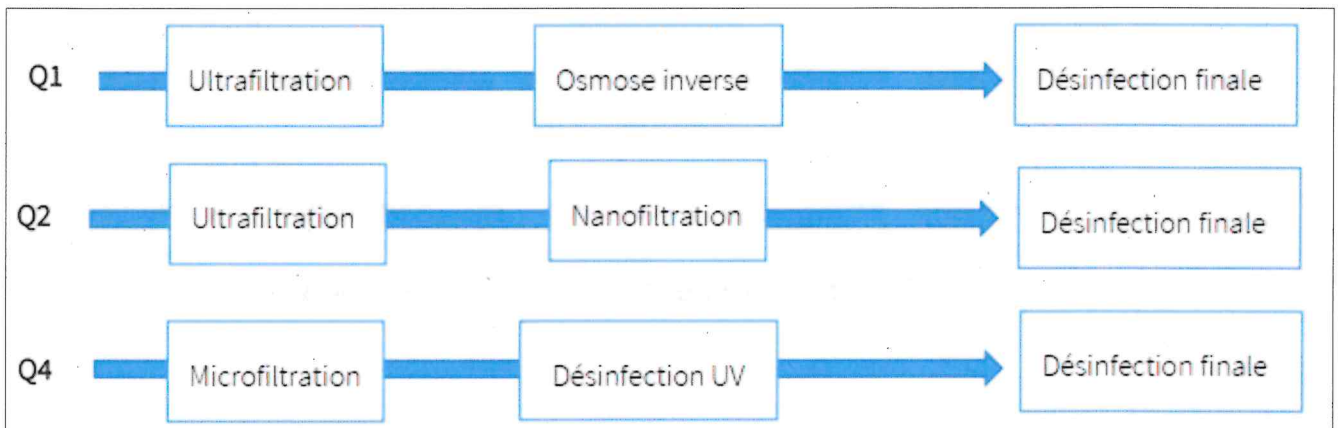 Q1 Ultrafiltration Osmose inverse Désinfection finale
Q2 Ultrafiltration Nanofiltration Désinfection finale
Q4 Microfiltration Désinfection UV Désinfection finale